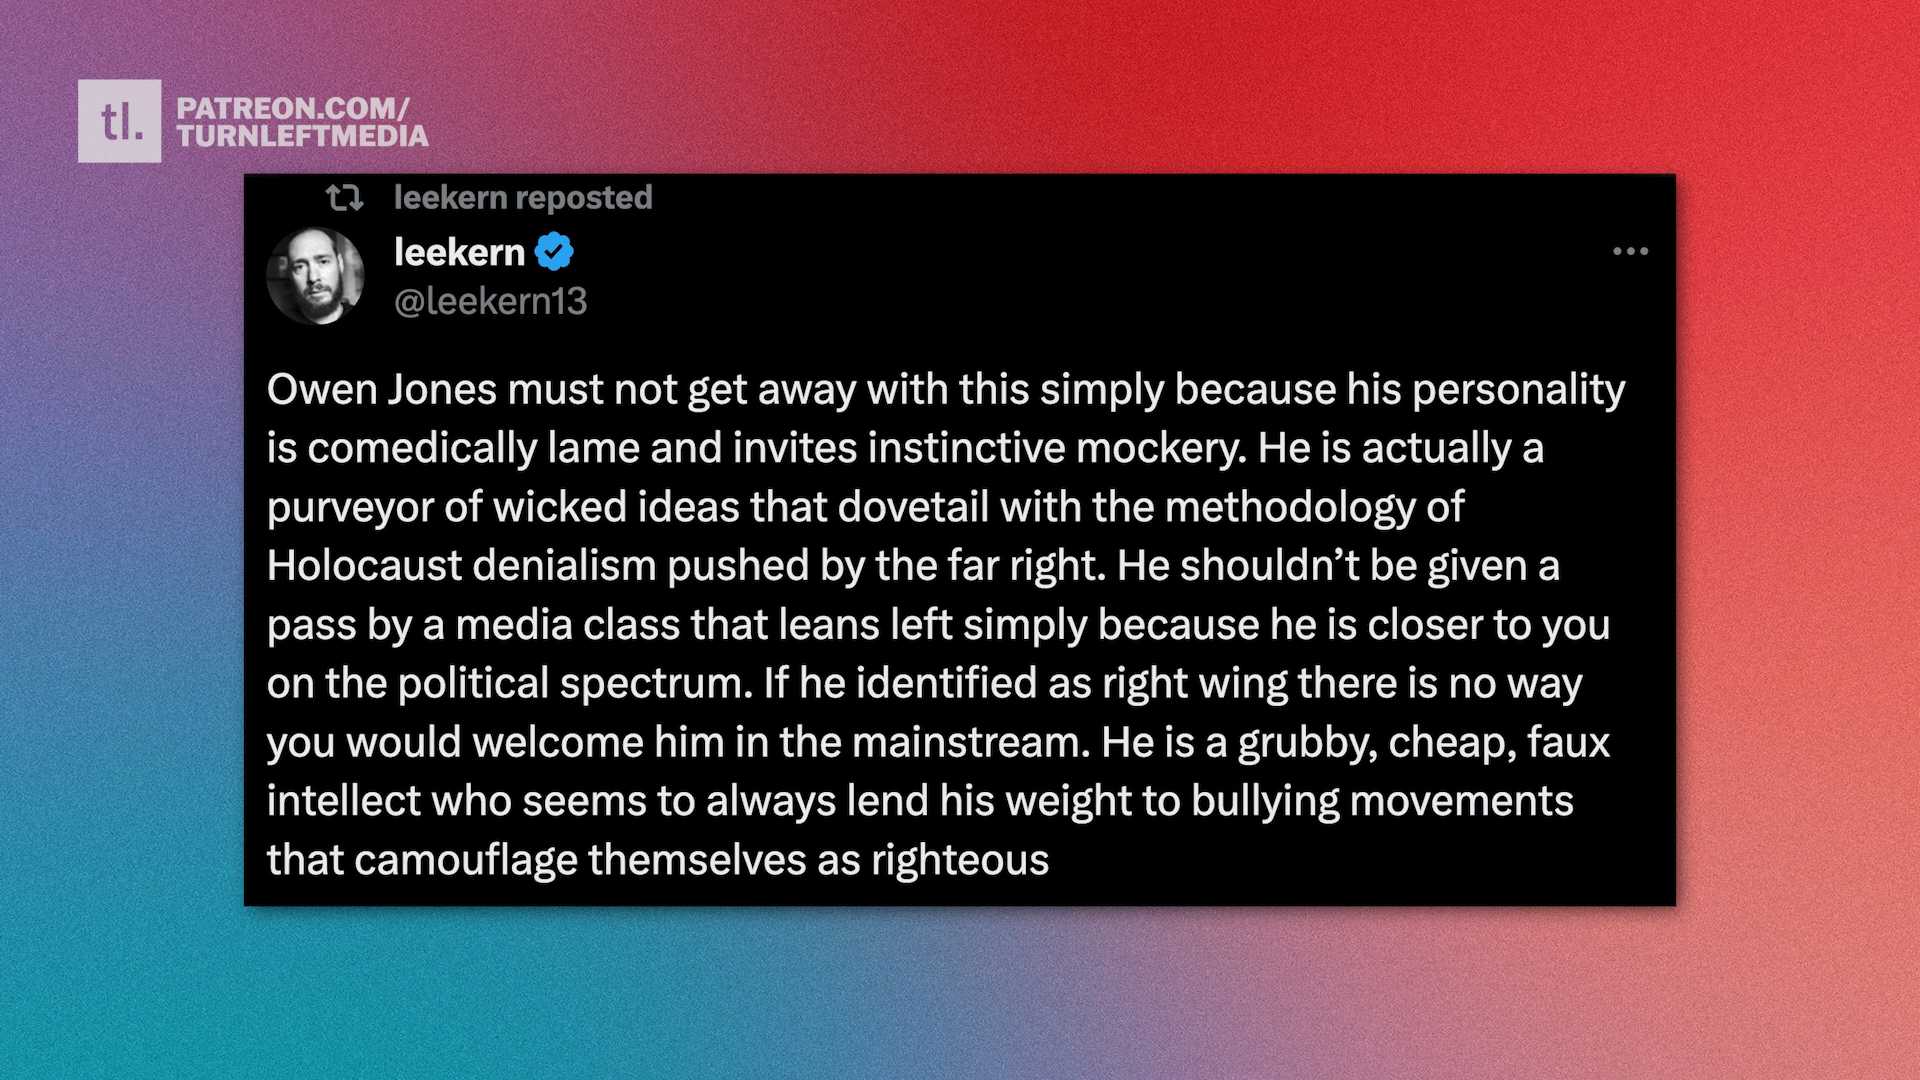 tl.
PATREON.COM/
TURNLEFTMEDIA
leekern reposted
leekern
@leekern13
Owen Jones must not get away with this simply because his personality
is comedically lame and invites instinctive mockery. He is actually a
purveyor of wicked ideas that dovetail with the methodology of
Holocaust denialism pushed by the far right. He shouldn’t be given a
pass by a media class that leans left simply because he is closer to you
on the political spectrum. If he identified as right wing there is no way
you would welcome him in the mainstream. He is a grubby, cheap, faux
intellect who seems to always lend his weight to bullying movements
that camouflage themselves as righteous